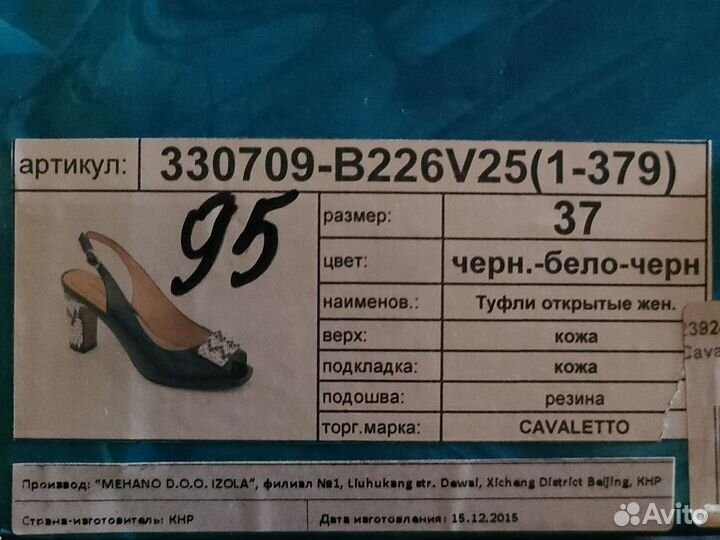 артикул: 330709-B226V25(1-379)
95
размер: 37
цвет: черн.-бело-черн
наименов.: Туфли открытые жен.
верх: кожа
подкладка: кожа
подошва: резина
торг.марка: CAVALETTO
2392
Cava
Производ: "MEHANO D.O.O. IZOLA", филиал №1, Liuhukang str. Dewai, Xicheng District Beijing, КНР
Страна-изготовитель: КНР Дата изготовления: 15.12.2015
Avito